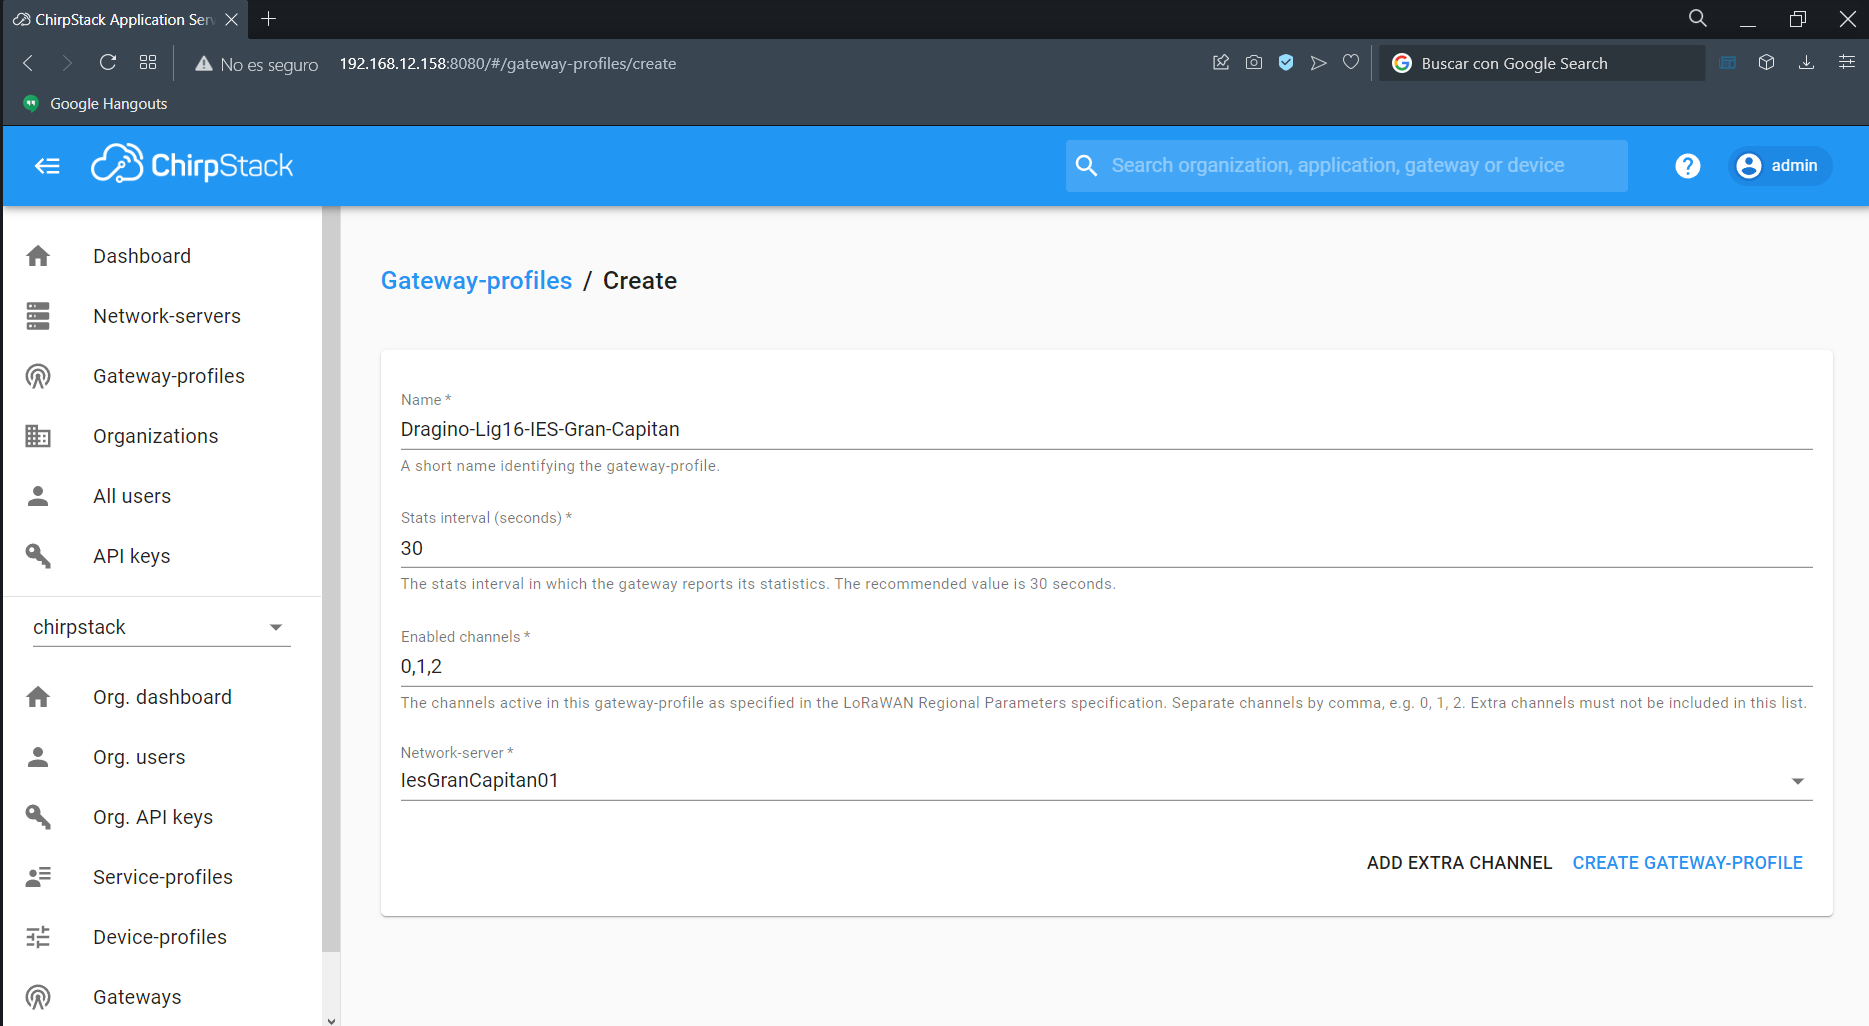 ChirpStack Application Ser
No es seguro
192.168.12.158:8080/#/gateway-profiles/create
Buscar con Google Search
Google Hangouts
ChirpStack
Search organization, application, gateway or device
?
admin
Dashboard
Network-servers
Gateway-profiles
Organizations
All users
API keys
chirpstack
Org. dashboard
Org. users
Org. API keys
Service-profiles
Device-profiles
Gateways
Gateway-profiles / Create
Name *
Dragino-Lig16-IES-Gran-Capitan
A short name identifying the gateway-profile.
Stats interval (seconds) *
30
The stats interval in which the gateway reports its statistics. The recommended value is 30 seconds.
Enabled channels *
0,1,2
The channels active in this gateway-profile as specified in the LoRaWAN Regional Parameters specification. Separate channels by comma, e.g. 0, 1, 2. Extra channels must not be included in this list.
Network-server *
IesGranCapitan01
ADD EXTRA CHANNEL CREATE GATEWAY-PROFILE